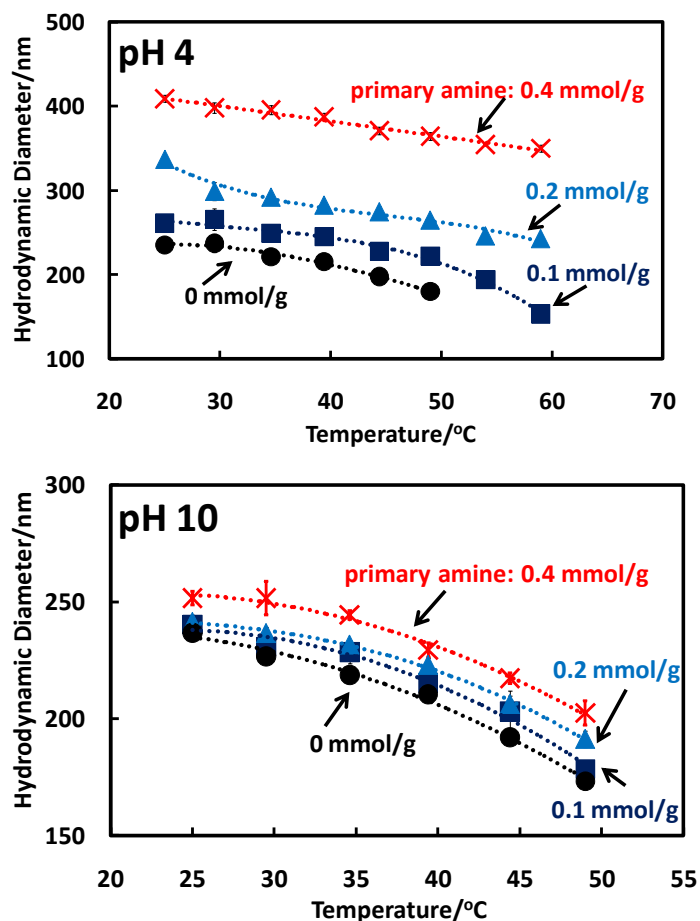 pH 4
Hydrodynamic Diameter/nm
500
400
300
200
100
primary amine: 0.4 mmol/g
0.2 mmol/g
0.1 mmol/g
0 mmol/g
20 30 40 50 60 70
Temperature/°C
pH 10
Hydrodynamic Diameter/nm
300
250
200
150
primary amine: 0.4 mmol/g
0.2 mmol/g
0 mmol/g
0.1 mmol/g
20 25 30 35 40 45 50 55
Temperature/°C